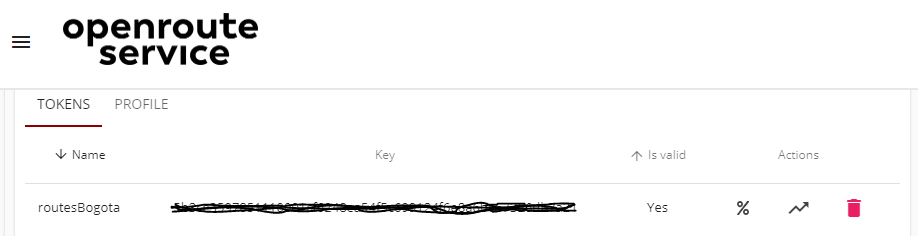 openroute
service
TOKENS PROFILE
Name Key Is valid Actions
routesBogota Yes %